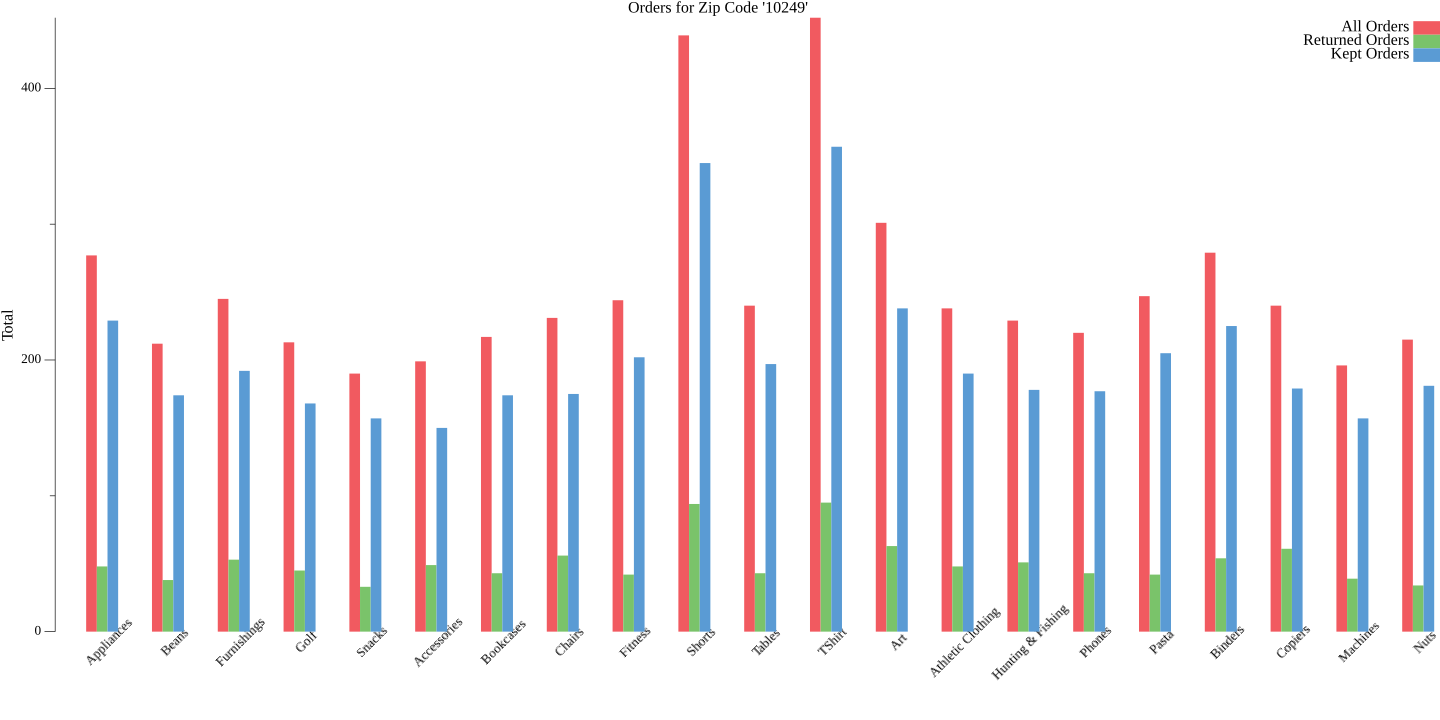 Orders for Zip Code '10249'
All Orders
Returned Orders
Kept Orders
Total
400
200
0
Appliances
Beans
Furnishings
Golf
Snacks
Accessories
Bookcases
Chairs
Fitness
Shorts
Tables
TShirt
Art
Athletic Clothing
Hunting & Fishing
Phones
Pasta
Binders
Copiers
Machines
Nuts